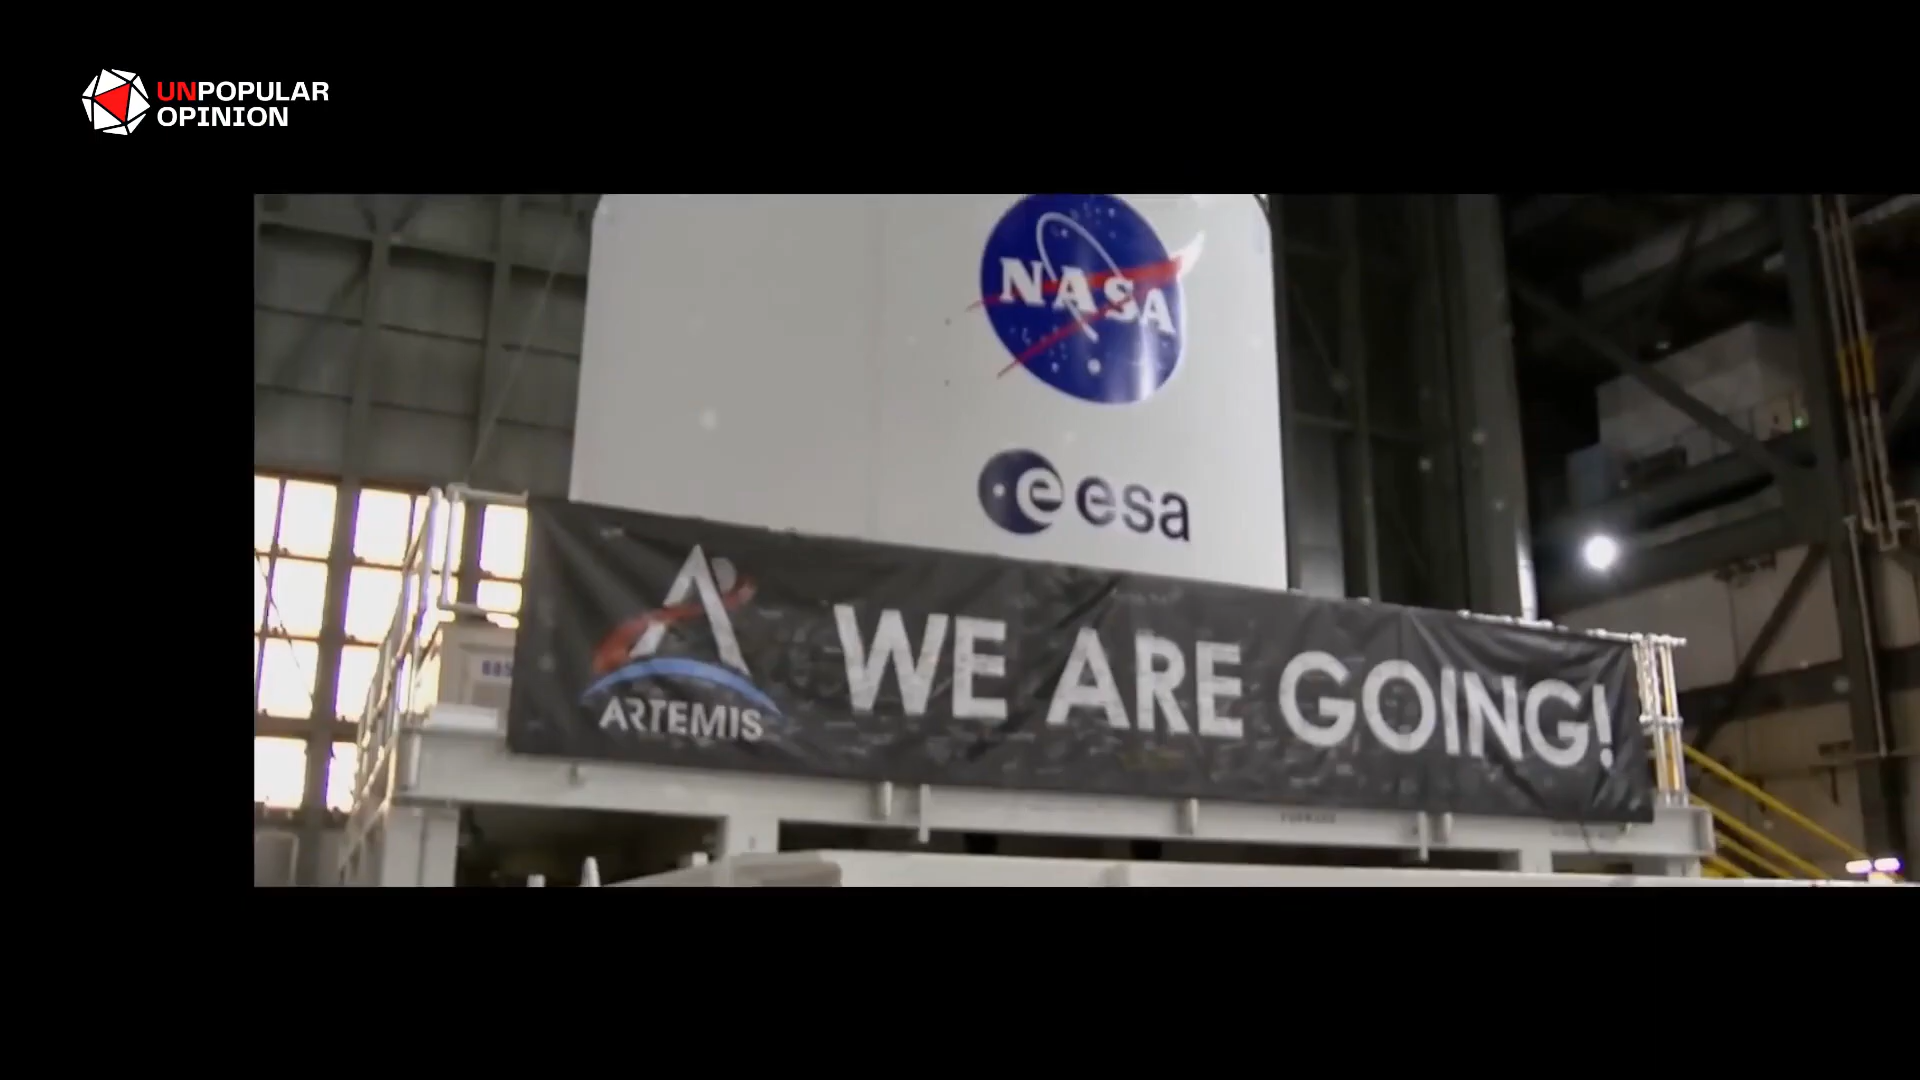 UNPOPULAR
OPINION
NASA
esa
WE ARE GOING!
ARTEMIS